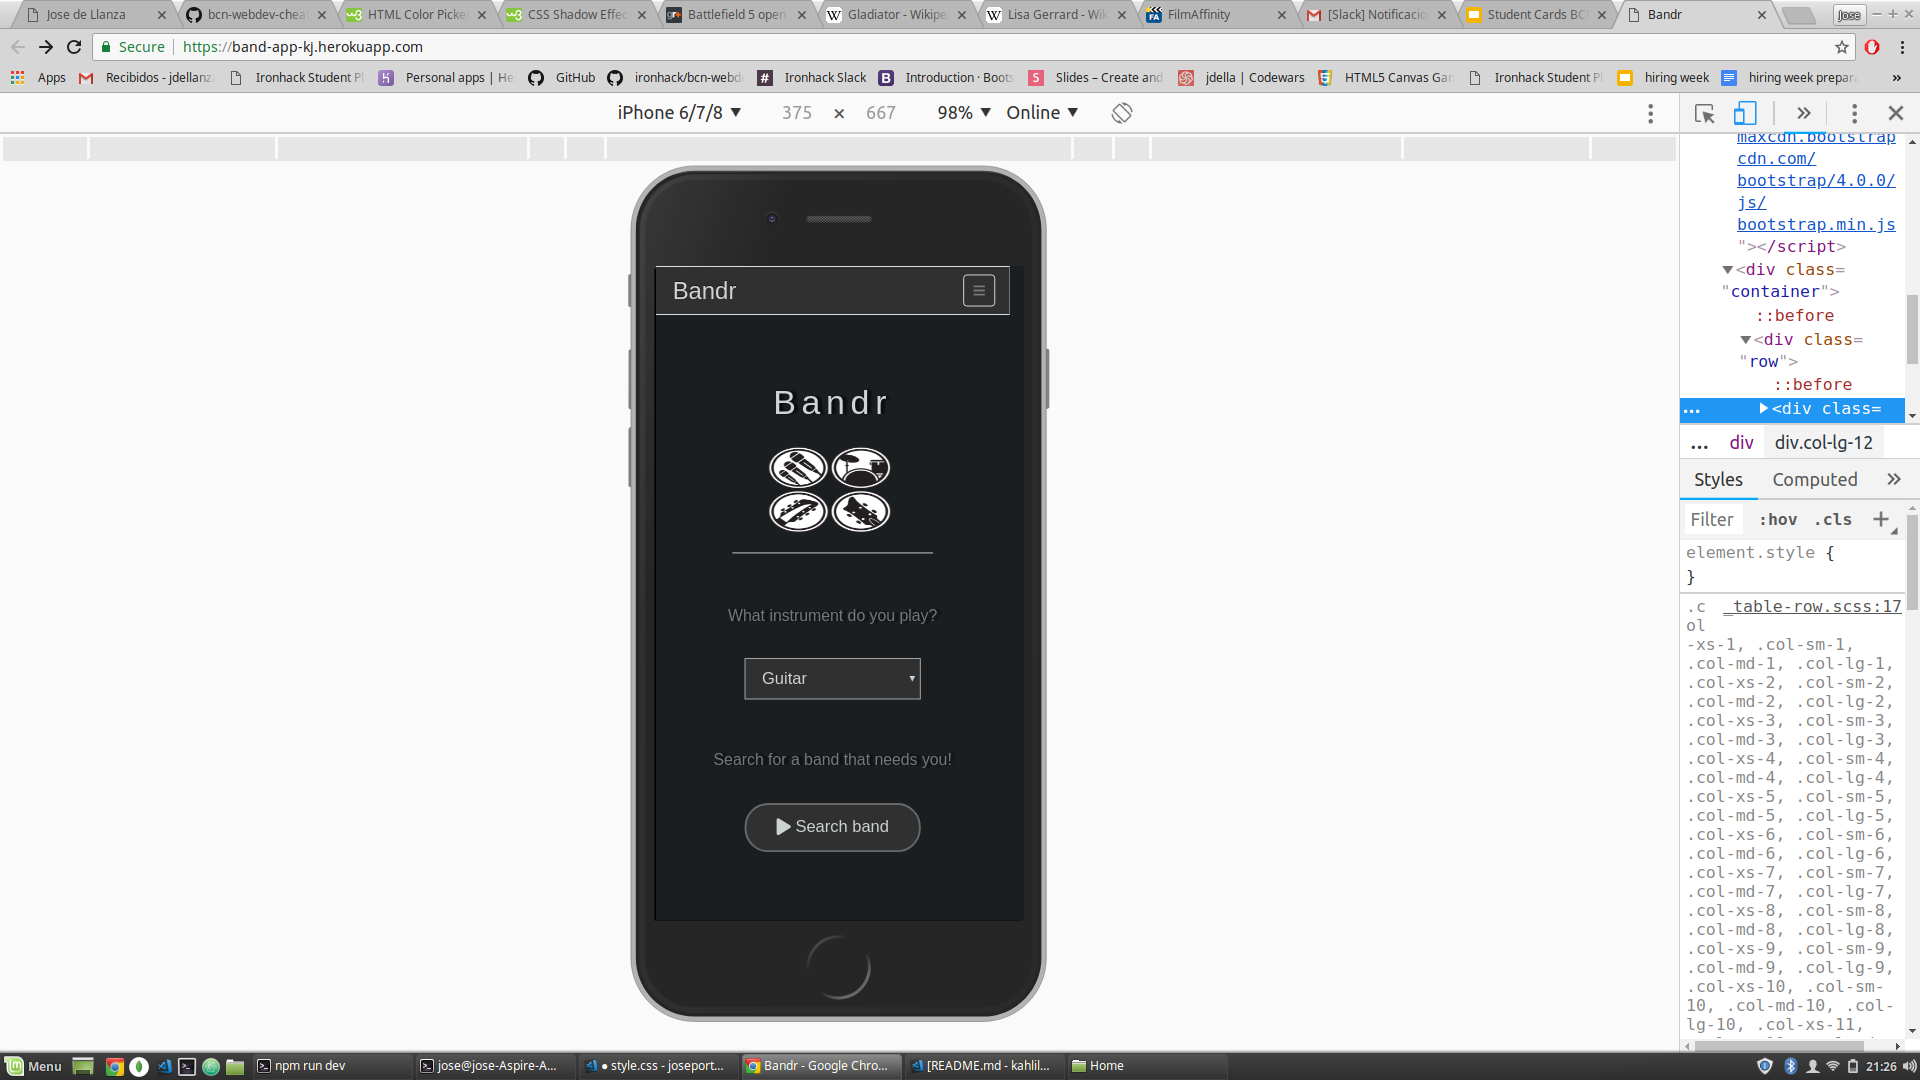 Jose de Llanza
bcn-webdev-chea
HTML Color Picke
CSS Shadow Effec
Battlefield 5 open
Gladiator - Wikipe
Lisa Gerrard - Wik
FilmAffinity
[Slack] Notificacio
Student Cards BC
Bandr
jose
Secure https://band-app-kj.herokuapp.com
Apps
Recibidos - jdellanz
Ironhack Student Pl
Personal apps | He
GitHub
ironhack/bcn-webd
Ironhack Slack
Introduction · Boots
Slides – Create and
jdella | Codewars
HTML5 Canvas Gam
Ironhack Student Pl
hiring week
hiring week prepara
»
iPhone 6/7/8 ▼ 375 × 667 98% ▼ Online ▼
Bandr
Bandr
What instrument do you play?
Guitar
Search for a band that needs you!
Search band
maxcdn.bootstrap
cdn.com/
bootstrap/4.0.0/
js/
bootstrap.min.js
"></script>
<div class=
"container">
::before
<div class=
"row">
::before
... <div class=
... div div.col-lg-12
Styles Computed »
Filter :hov .cls +
element.style {
}
.c _table-row.scss:17
ol
-xs-1, .col-sm-1,
.col-md-1, .col-lg-1,
.col-xs-2, .col-sm-2,
.col-md-2, .col-lg-2,
.col-xs-3, .col-sm-3,
.col-md-3, .col-lg-3,
.col-xs-4, .col-sm-4,
.col-md-4, .col-lg-4,
.col-xs-5, .col-sm-5,
.col-md-5, .col-lg-5,
.col-xs-6, .col-sm-6,
.col-md-6, .col-lg-6,
.col-xs-7, .col-sm-7,
.col-md-7, .col-lg-7,
.col-xs-8, .col-sm-8,
.col-md-8, .col-lg-8,
.col-xs-9, .col-sm-9,
.col-md-9, .col-lg-9,
.col-xs-10, .col-sm-
10, .col-md-10, .col-
lg-10, .col-xs-11,
Menu
npm run dev
jose@jose-Aspire-A...
● style.css - joseport...
Bandr - Google Chro...
[README.md - kahlil...
Home
21:26